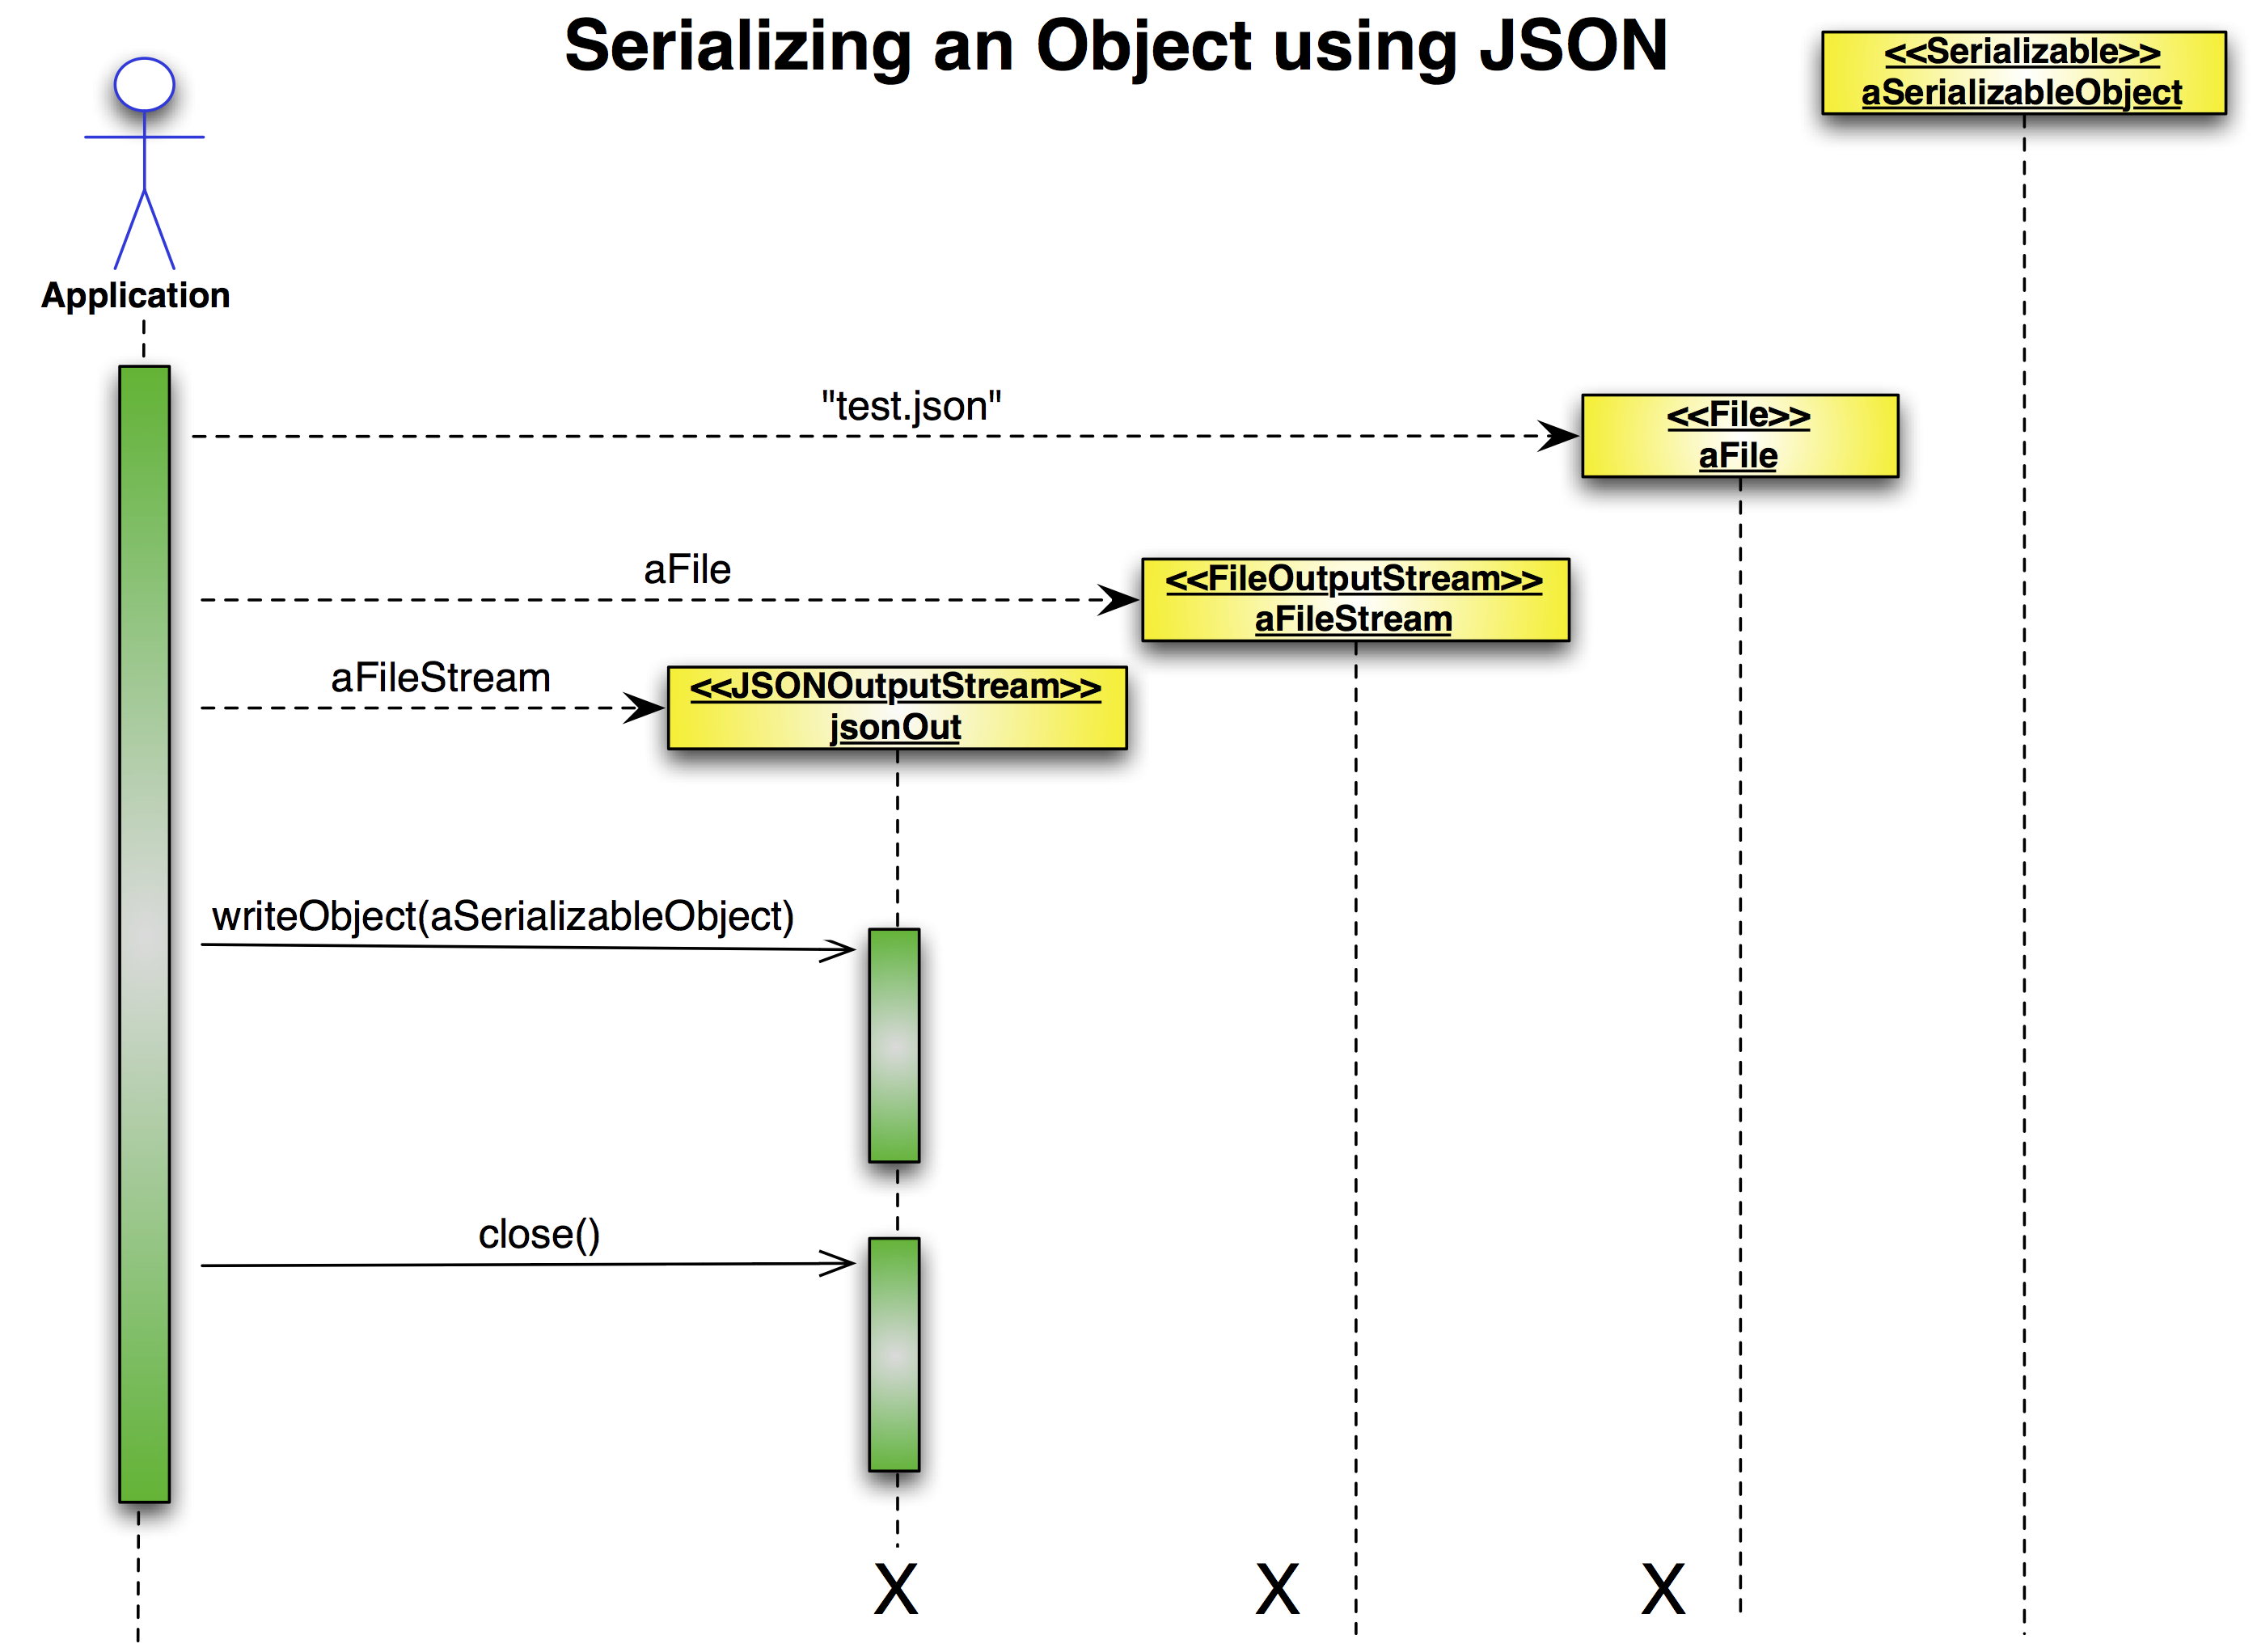 Serializing an Object using JSON
<<Serializable>>
aSerializableObject
Application
"test.json"
<<File>>
aFile
aFile
<<FileOutputStream>>
aFileStream
aFileStream
<<JSONOutputStream>>
jsonOut
writeObject(aSerializableObject)
close()
X X X